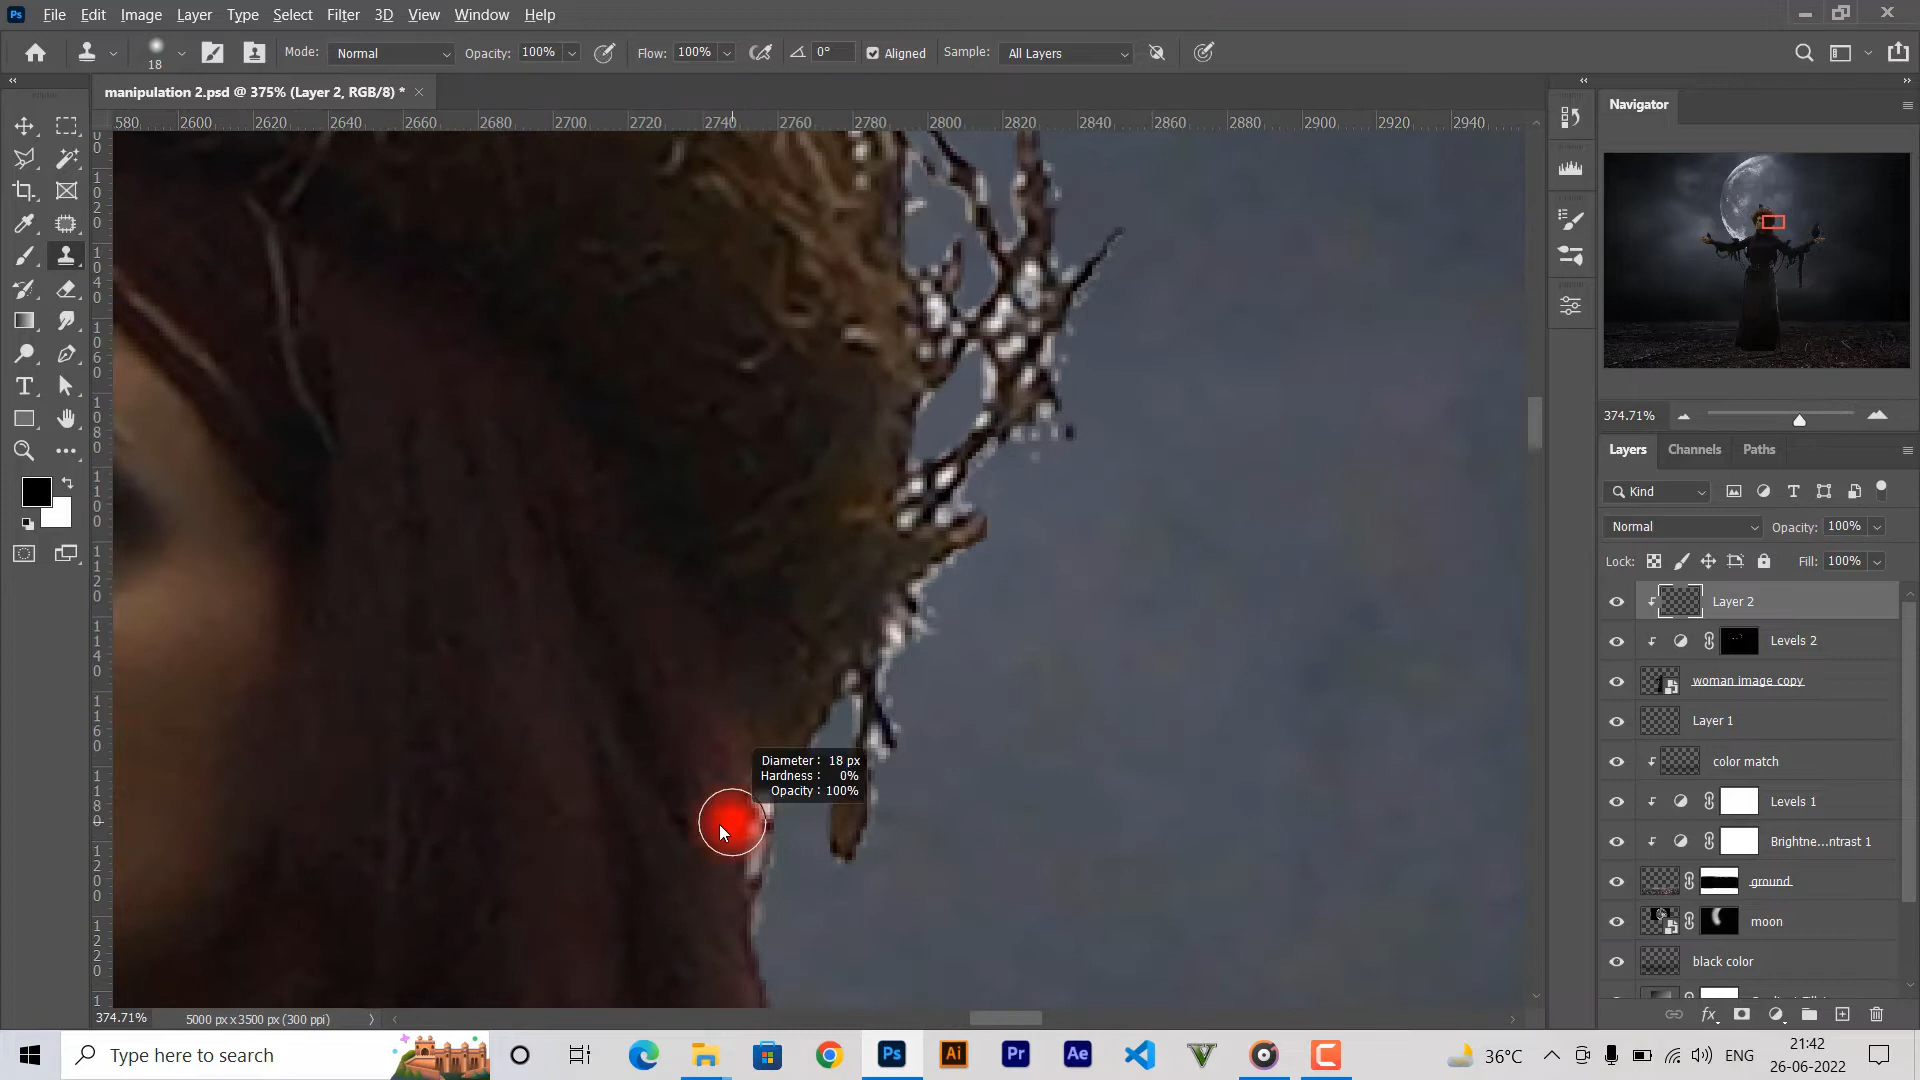 File Edit Image Layer Type Select Filter 3D View Window Help
18 Mode: Normal Opacity: 100% Flow: 100% 0° Aligned Sample: All Layers
manipulation 2.psd @ 375% (Layer 2, RGB/8) *
580 2600 2620 2640 2660 2680 2700 2720 2740 2760 2780 2800 2820 2840 2860 2880 2900 2920 2940
Diameter : 18 px
Hardness : 0%
Opacity : 100%
374.71% 5000 px x 3500 px (300 ppi)
Navigator
374.71%
Layers Channels Paths
Kind
Normal Opacity: 100%
Lock: Fill: 100%
Layer 2
Levels 2
woman image copy
Layer 1
color match
Levels 1
Brightne...ntrast 1
ground
moon
black color
Type here to search
Ps Ai Pr Ae
36°C ENG
21:42
26-06-2022